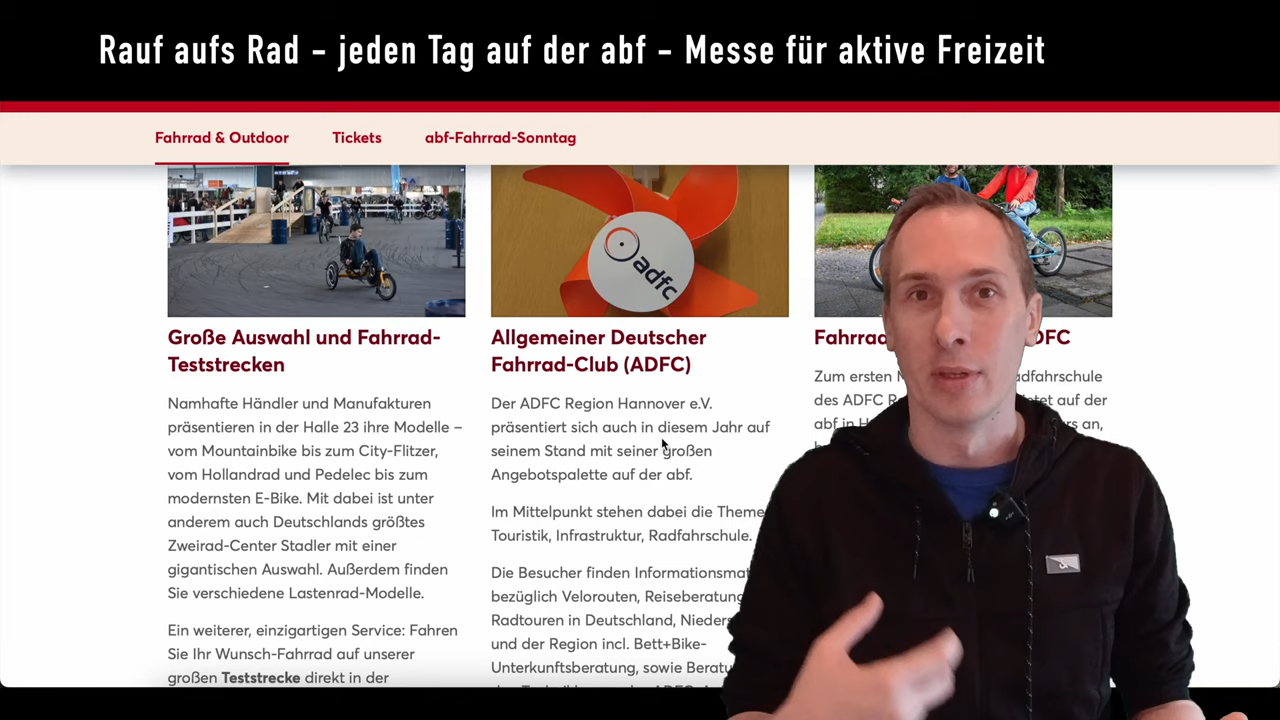 Rauf aufs Rad – jeden Tag auf der abf – Messe für aktive Freizeit
Fahrrad & Outdoor
Tickets
abf-Fahrrad-Sonntag
Große Auswahl und Fahrrad-
Teststrecken
Namhafte Händler und Manufakturen
präsentieren in der Halle 23 ihre Modelle –
vom Mountainbike bis zum City-Flitzer,
vom Hollandrad und Pedelec bis zum
modernsten E-Bike. Mit dabei ist unter
anderem auch Deutschlands größtes
Zweirad-Center Stadler mit einer
gigantischen Auswahl. Außerdem finden
Sie verschiedene Lastenrad-Modelle.
Ein weiterer, einzigartigen Service: Fahren
Sie Ihr Wunsch-Fahrrad auf unserer
großen Teststrecke direkt in der
adfc
Allgemeiner Deutscher
Fahrrad-Club (ADFC)
Der ADFC Region Hannover e.V.
präsentiert sich auch in diesem Jahr auf
seinem Stand mit seiner großen
Angebotspalette auf der abf.
Im Mittelpunkt stehen dabei die
Touristik, Infrastruktur, Radfahrschule.
Die Besucher finden
bezüglich Velorouten, Reiseberatung
Radtouren in Deutschland,
und der Region incl. Bett+Bike-
Unterkunftsberatung, sowie
Zum ersten
des ADFC
auf der
abf in
an,